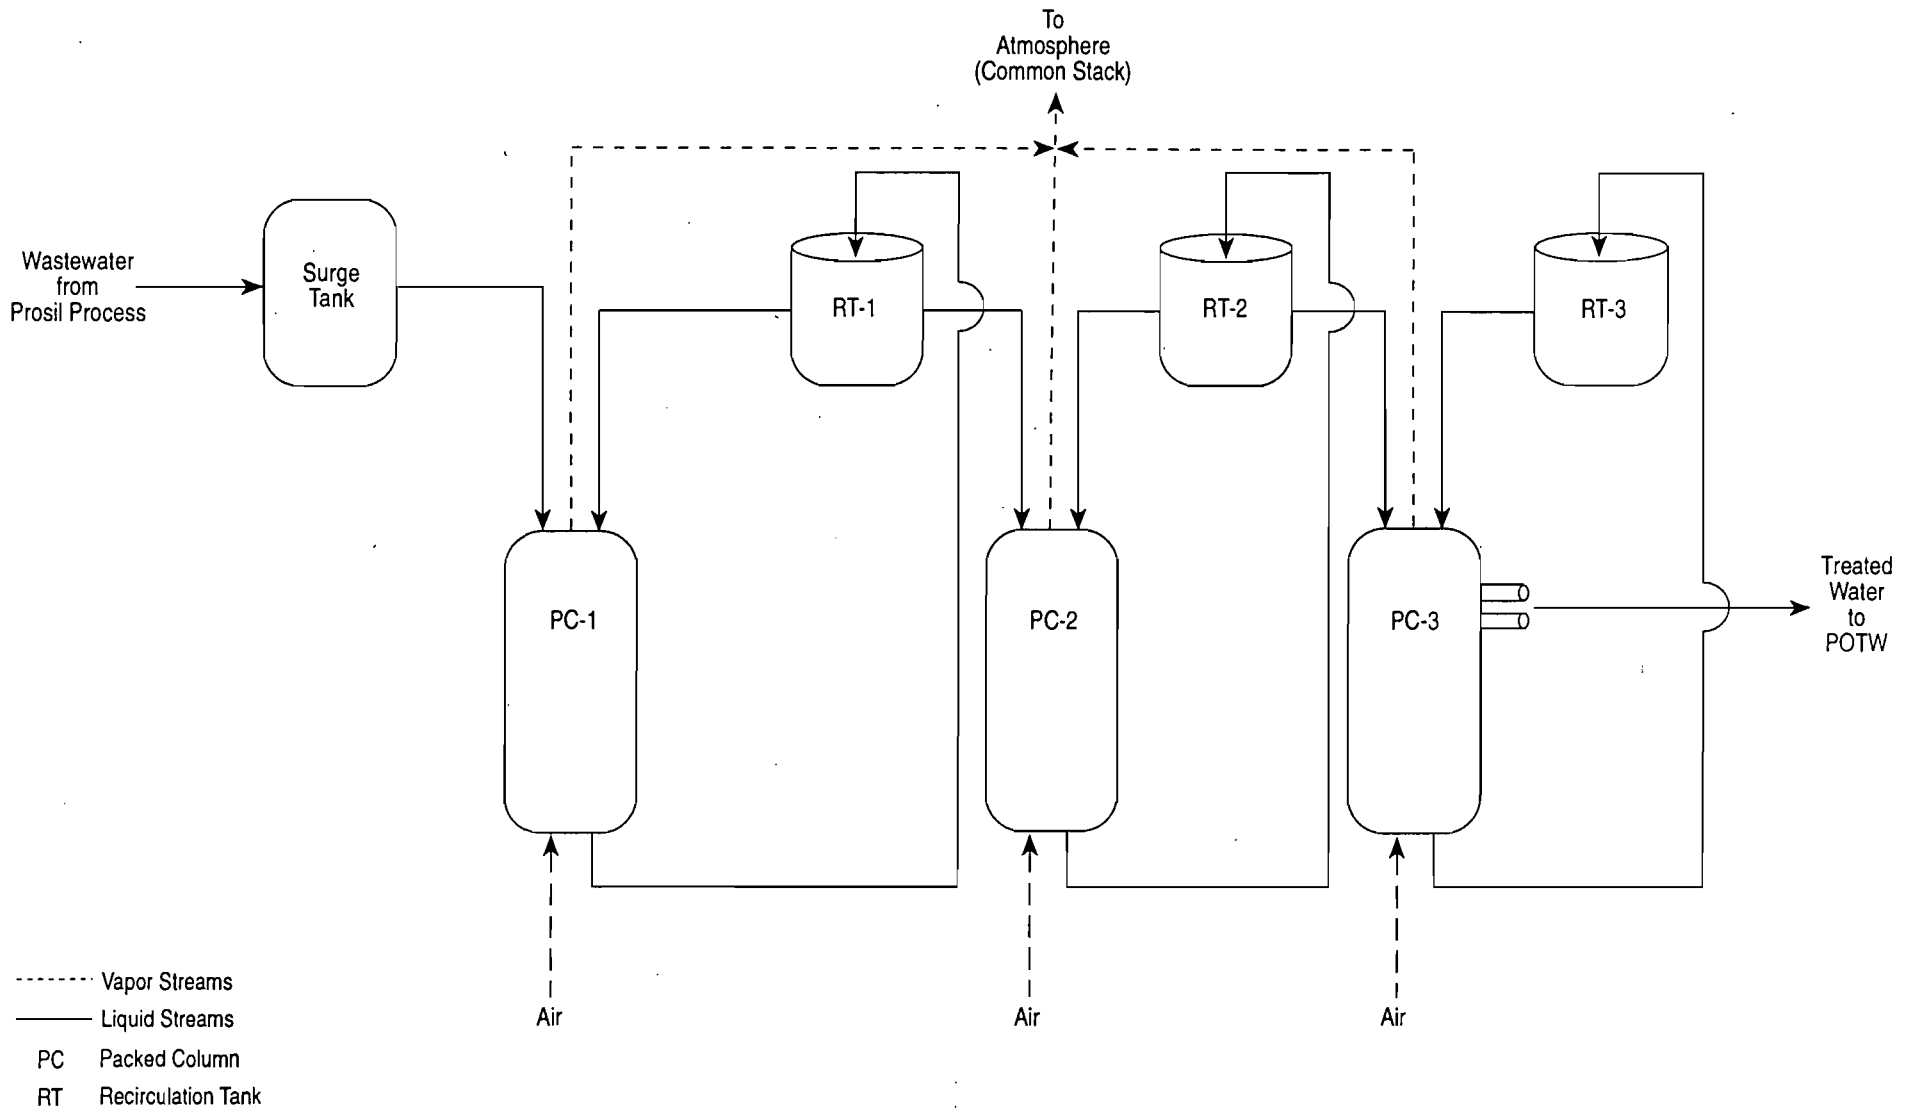 To
Atmosphere
(Common Stack)
Wastewater
from
Prosil Process
Surge
Tank
RT-1
RT-2
RT-3
PC-1
PC-2
PC-3
Treated
Water
to
POTW
Air
Air
Air
Vapor Streams
Liquid Streams
PC Packed Column
RT Recirculation Tank